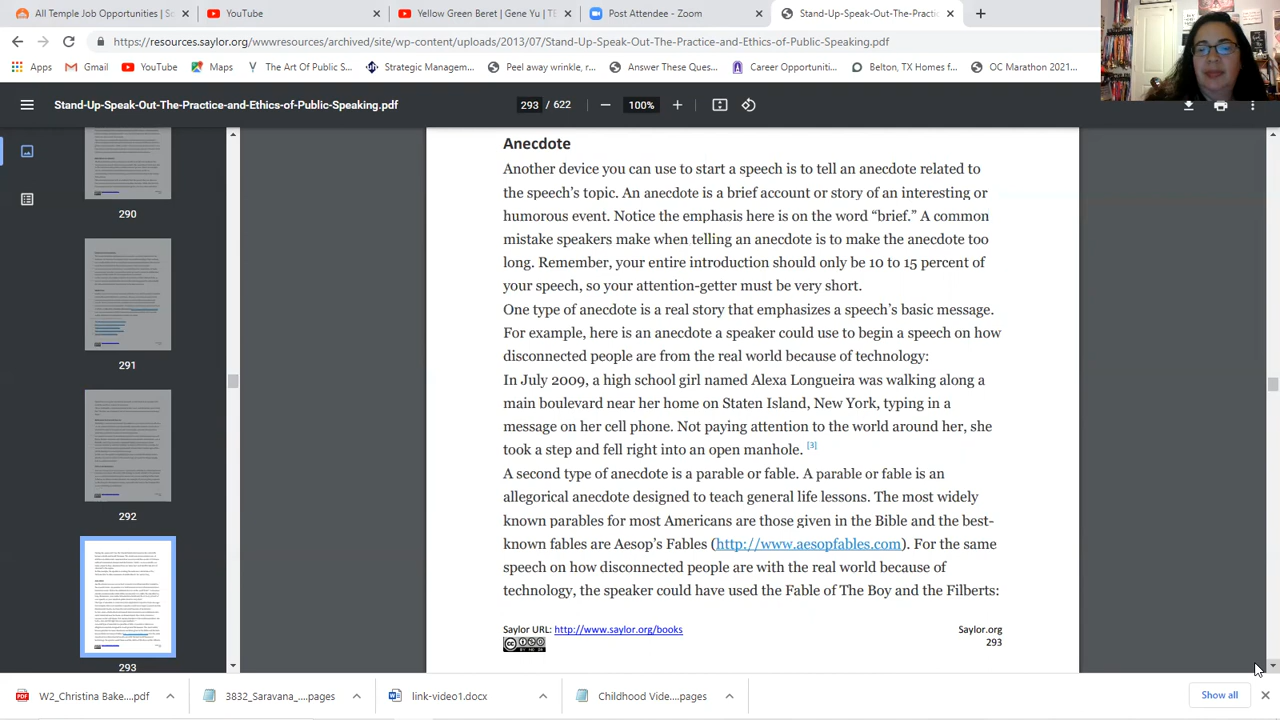 All Temple Job Opportunities | Sc
YouTube
Yellow for Bent - Gene Yu | TEDx
Post Attendee - Zoom
Stand-Up-Speak-Out-The-Practic
https://resources.saylor.org/wwwresources/archived/site/wp-content/uploads/2015/07/Stand-Up-Speak-Out-The-Practice-and-Ethics-of-Public-Speaking.pdf
Apps
Gmail
YouTube
Maps
The Art Of Public S...
Strategic Managem...
Runaway wrinkle, r...
Answer These Que...
Career Opportuniti...
Belton, TX Homes f...
OC Marathon 2021...
Stand-Up-Speak-Out-The-Practice-and-Ethics-of-Public-Speaking.pdf
293 / 622
100%
290
291
292
293
Anecdote
Another device you can use to start a speech is to tell an anecdote related to
the speech's topic. An anecdote is a brief account or story of an interesting or
humorous event. Notice the emphasis here is on the word “brief.” A common
mistake speakers make when telling an anecdote is to make the anecdote too
long. Remember, your entire introduction should only be 10 to 15 percent of
your speech, so your attention-getter must be very short.
One type of anecdote is a real story that emphasizes a speech's basic message.
For example, here is an anecdote a speaker could use to begin a speech on how
disconnected people are from the real world because of technology:
In July 2009, a high school girl named Alexa Longueira was walking along a
main boulevard near her home on Staten Island, New York, typing in a
message on her cell phone. Not paying attention to the world around her, she
took a step and fell right into an open manhole. [3]
A second type of anecdote is a parable or fable. A parable or fable is an
allegorical anecdote designed to teach general life lessons. The most widely
known parables for most Americans are those given in the Bible and the best-
known fables are Aesop's Fables (http://www.aesopfables.com). For the same
speech on how disconnected people are with the real world because of
technology, the speaker could have used the Fable of The Boy and the Filberts:
Saylor URL: http://www.saylor.org/books
Saylor.org
293
W2_Christina Bake....pdf
3832_Saravana_....pages
link-video1.docx
Childhood Vide....pages
Show all